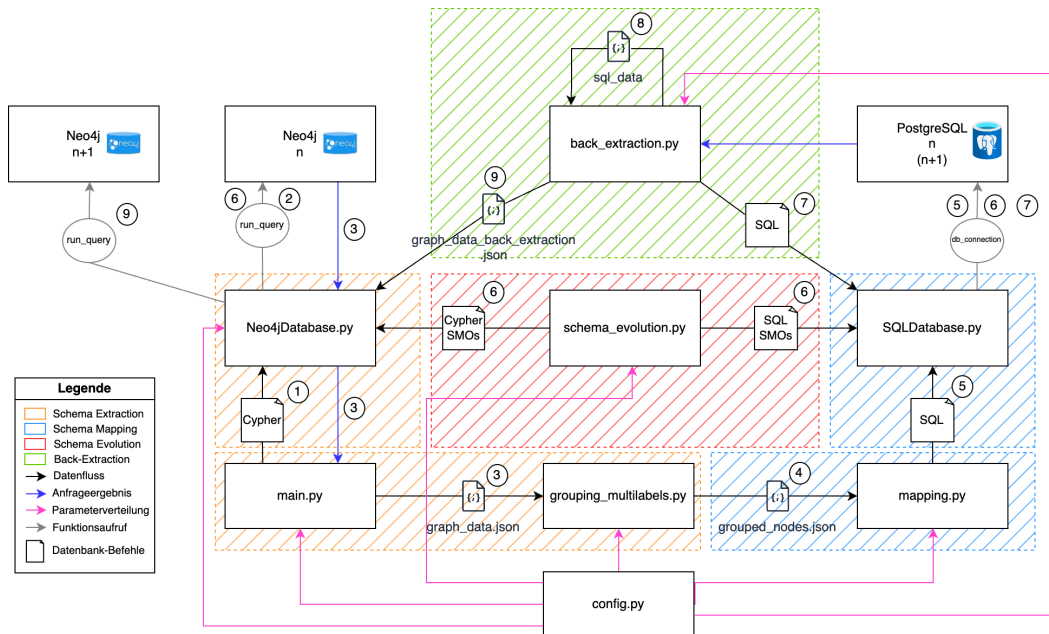 8
{;}
sql_data
Neo4j
n+1
neo4j
Neo4j
n
neo4j
back_extraction.py
PostgreSQL
n
(n+1)
9
run_query
6
2
run_query
3
9
{;}
graph_data_back_extraction
.json
7
SQL
5
6
7
db_connection
Neo4jDatabase.py
6
Cypher
SMOs
schema_evolution.py
6
SQL
SMOs
SQLDatabase.py
Legende
Schema Extraction
Schema Mapping
Schema Evolution
Back-Extraction
Datenfluss
Anfrageergebnis
Parameterverteilung
Funktionsaufruf
Datenbank-Befehle
1
Cypher
3
5
SQL
main.py
3
{;}
graph_data.json
grouping_multilabels.py
4
{;}
grouped_nodes.json
mapping.py
config.py